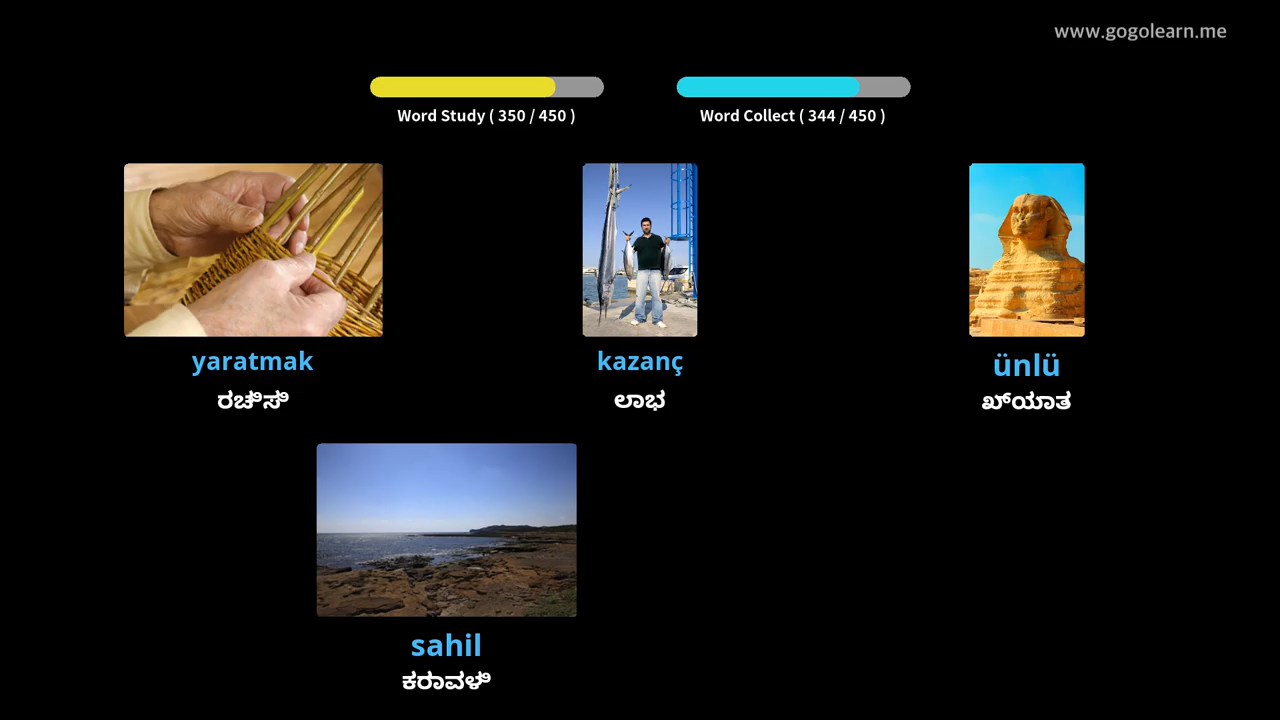 www.gogolearn.me
Word Study ( 350 / 450 )
Word Collect ( 344 / 450 )
yaratmak
kazanç
ünlü
ರಚಿಸಿ
ಲಾಭ
ಖ್ಯಾತ
sahil
ಕರಾವಳಿ